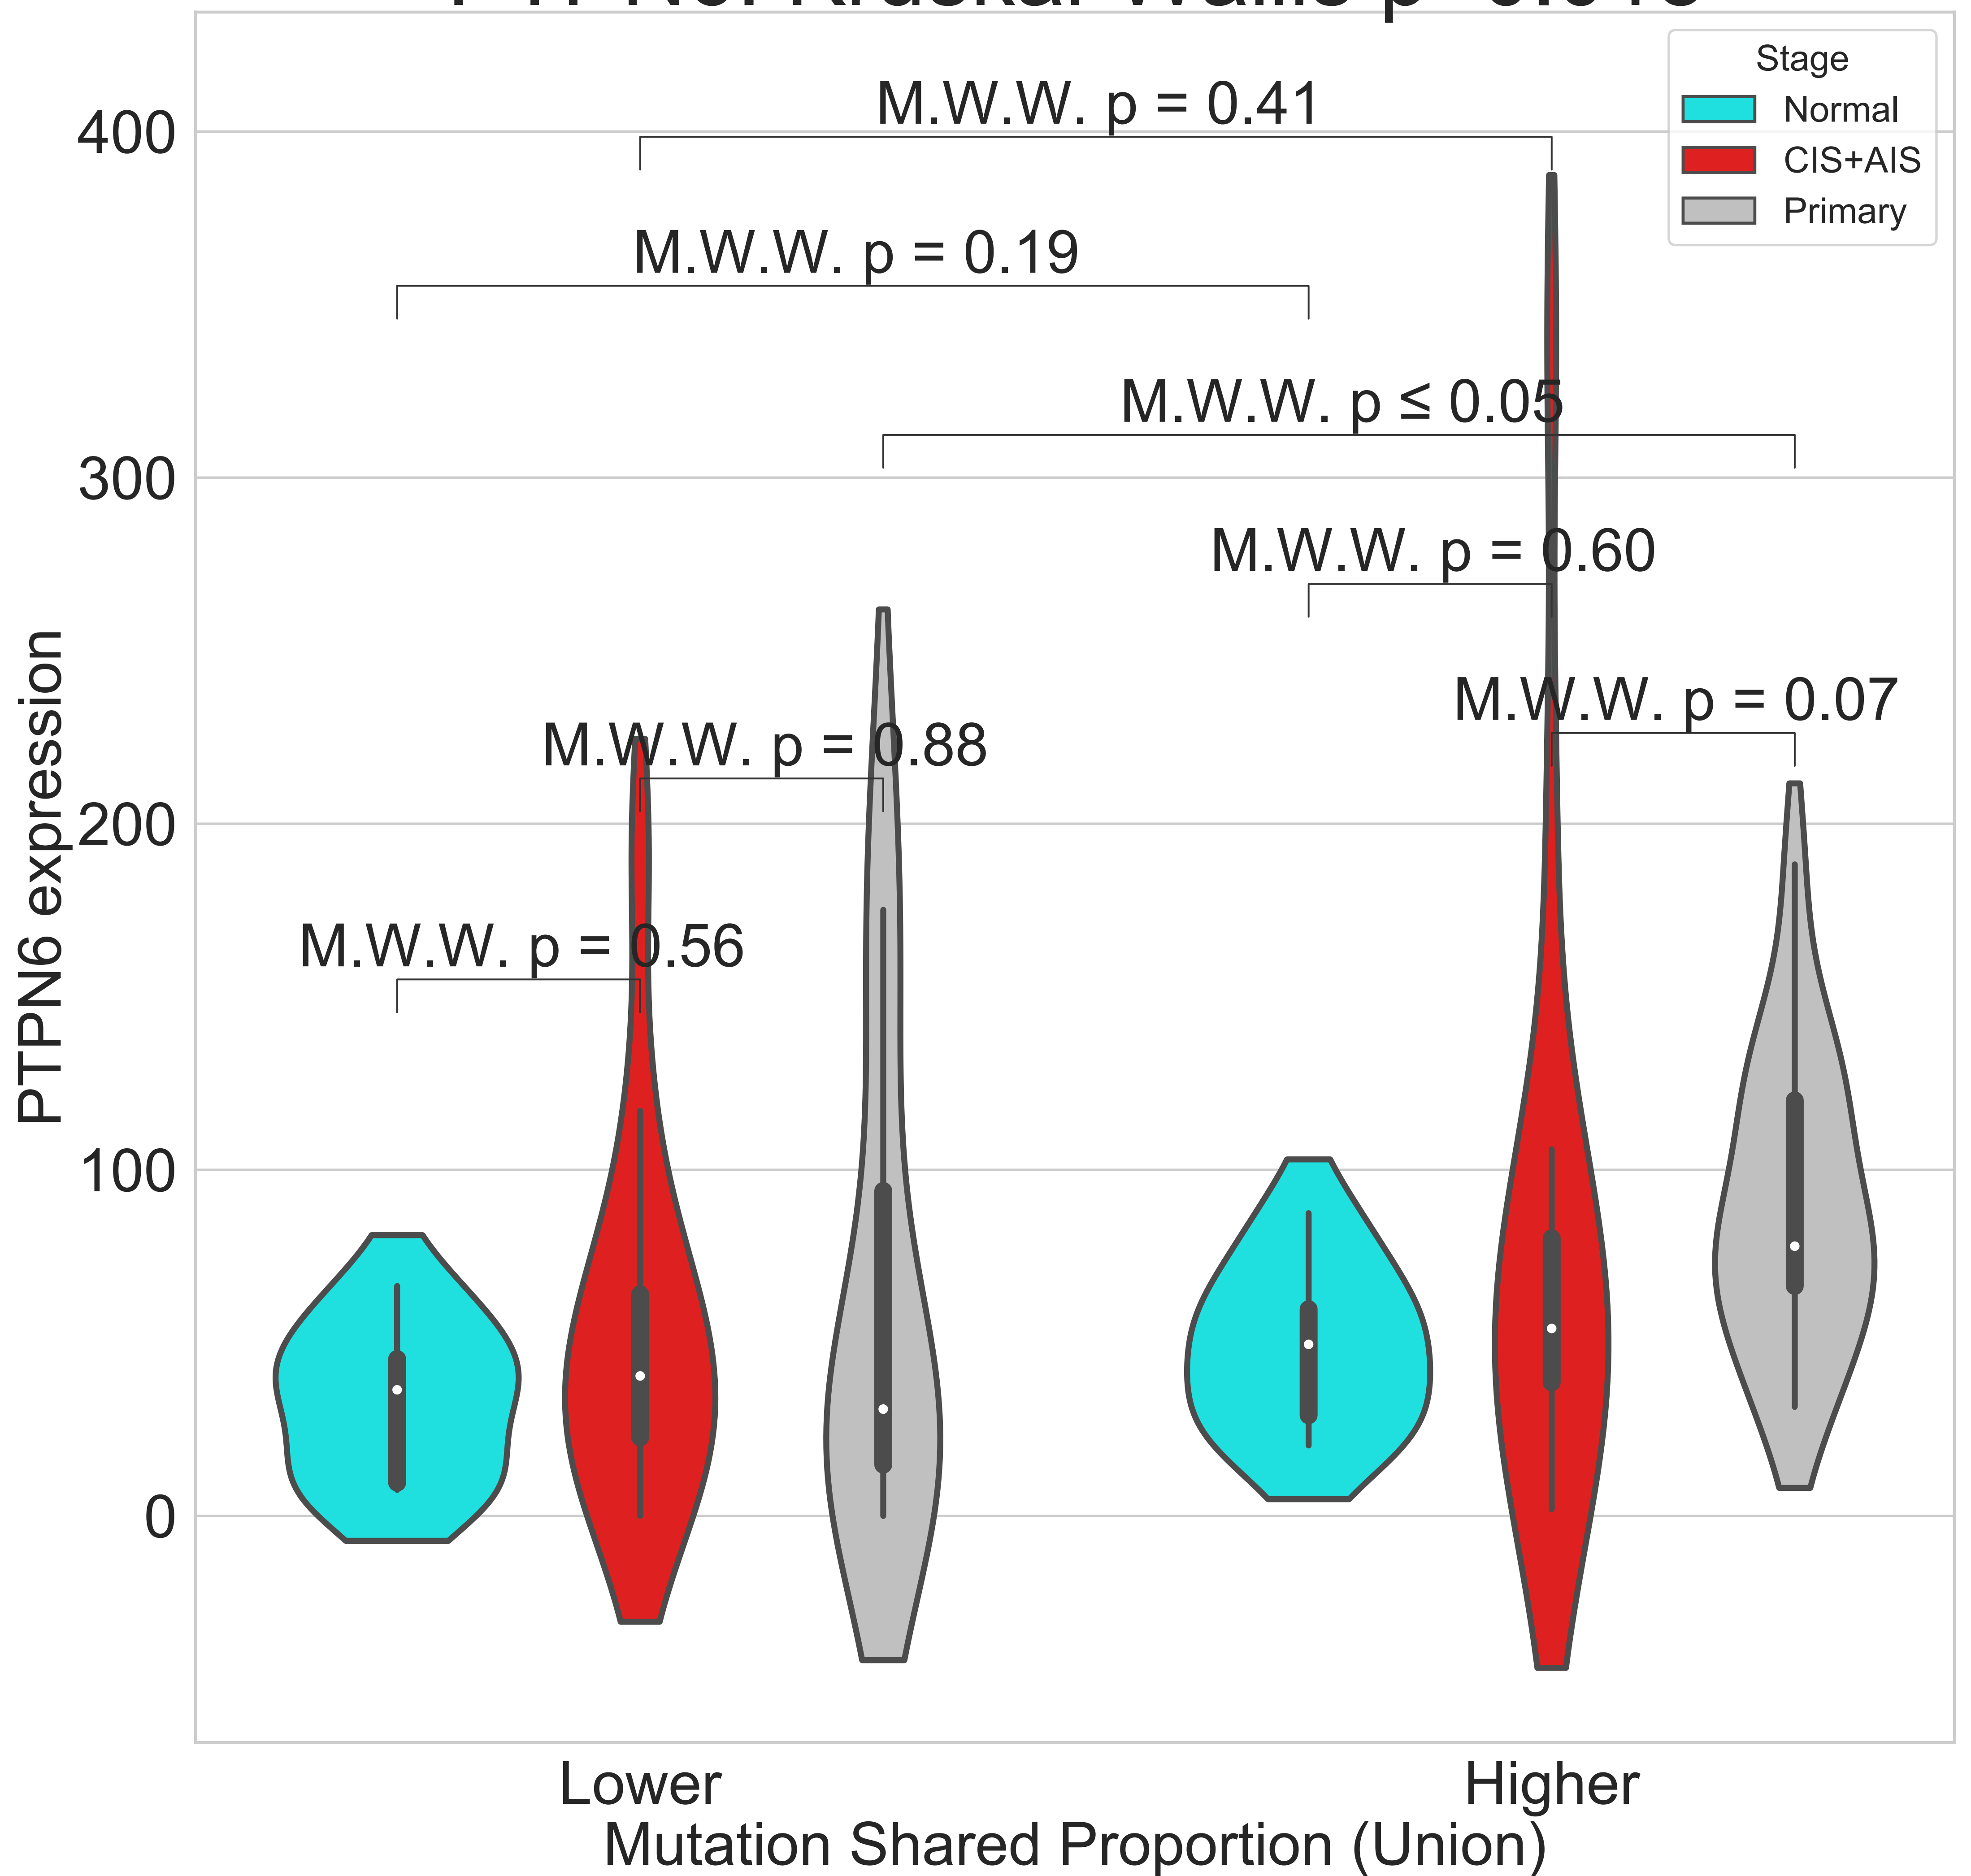 Stage
Normal
CIS+AIS
Primary
M.W.W. p = 0.41
M.W.W. p = 0.19
M.W.W. p ≤ 0.05
M.W.W. p = 0.60
M.W.W. p = 0.07
M.W.W. p = 0.88
M.W.W. p = 0.56
400
300
200
100
0
PTPN6 expression
Lower
Higher
Mutation Shared Proportion (Union)